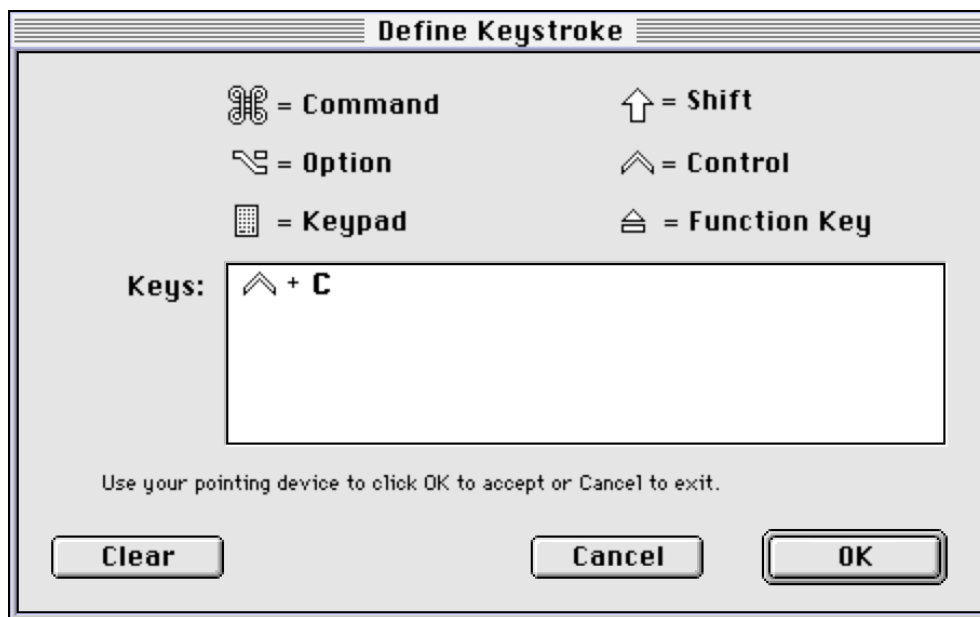 Define Keystroke
⌘ = Command
⇧ = Shift
⌥ = Option
⌃ = Control
= Keypad
⏏ = Function Key
Keys: ⌃ + C
Use your pointing device to click OK to accept or Cancel to exit.
Clear Cancel OK